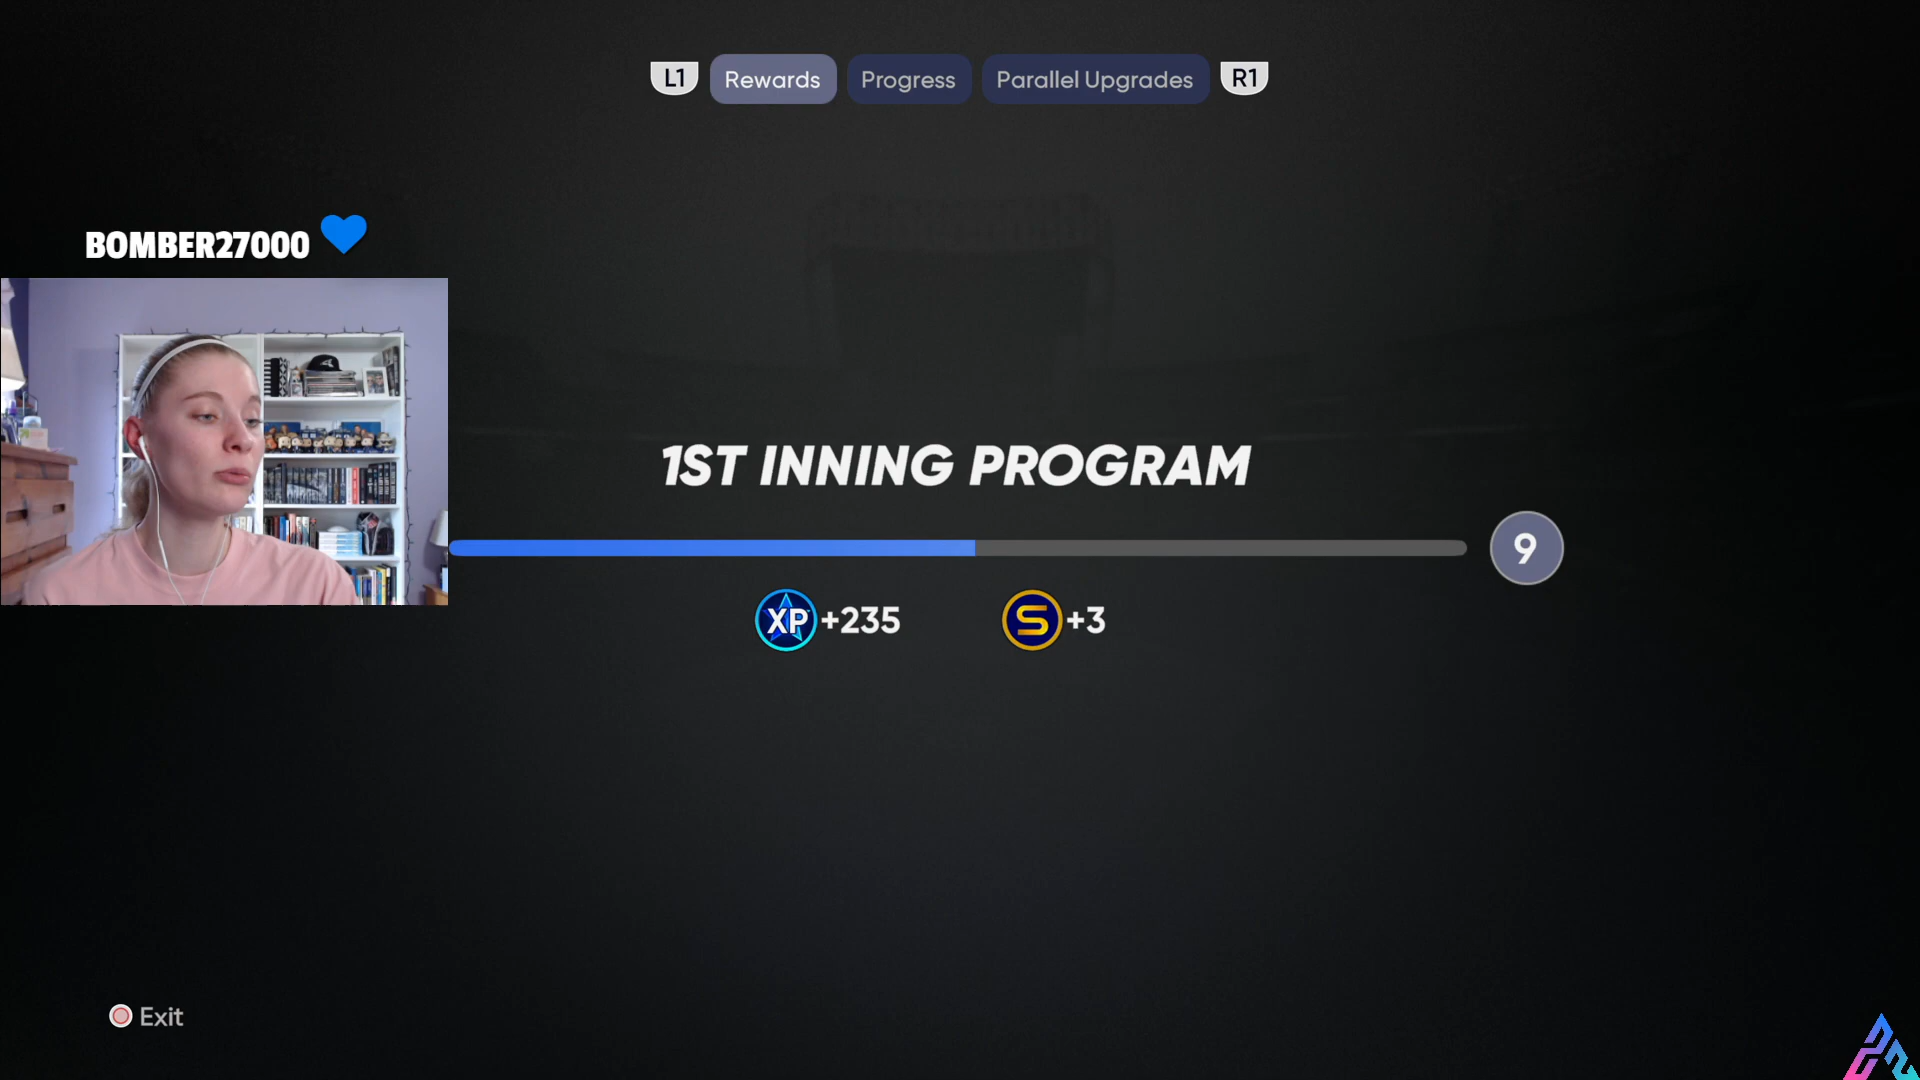 L1 Rewards Progress Parallel Upgrades R1
BOMBER27000
1ST INNING PROGRAM
9
XP +235 S +3
Exit